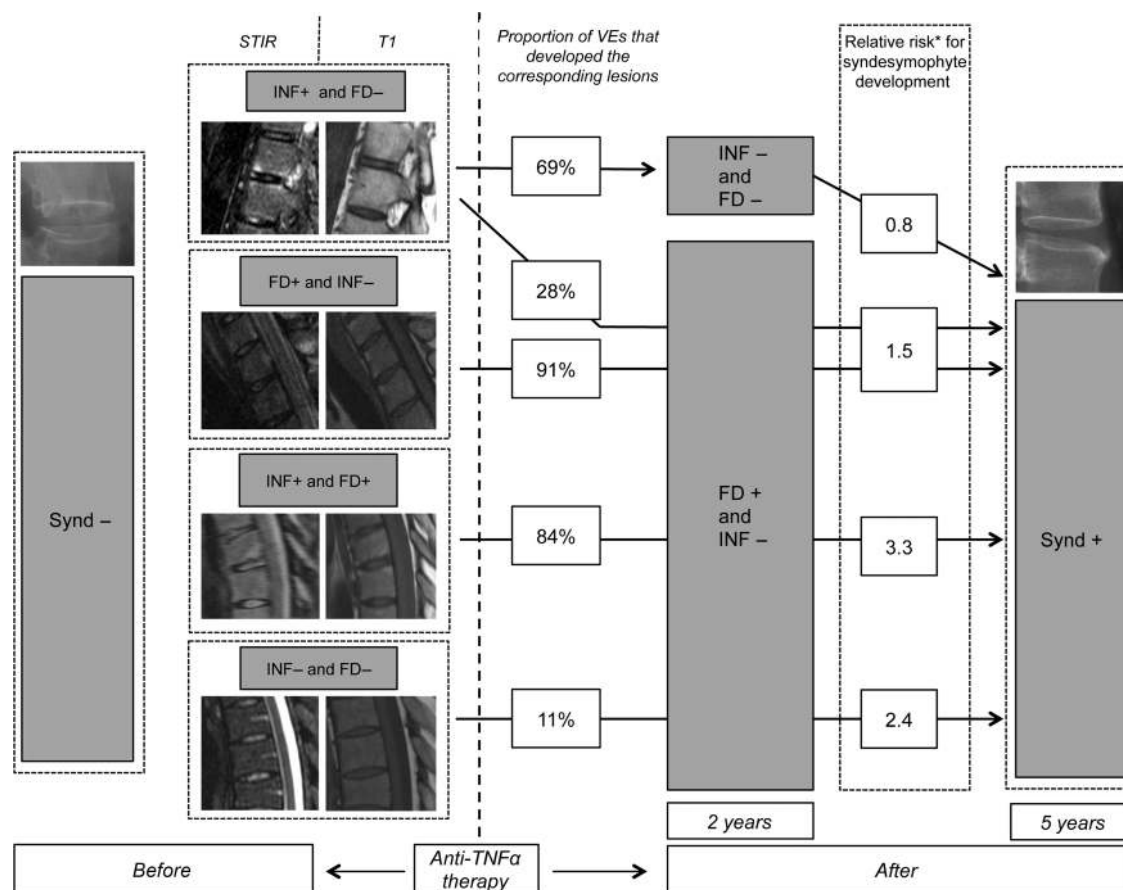 STIR
T1
Proportion of VEs that
developed the
corresponding lesions
Relative risk* for
syndesymophyte
development
INF+ and FD–
69%
INF –
and
FD –
0.8
FD+ and INF–
28%
91%
1.5
INF+ and FD+
84%
FD +
and
INF –
3.3
Synd –
Synd +
INF– and FD–
11%
2.4
2 years
5 years
Before
Anti-TNFα
therapy
After